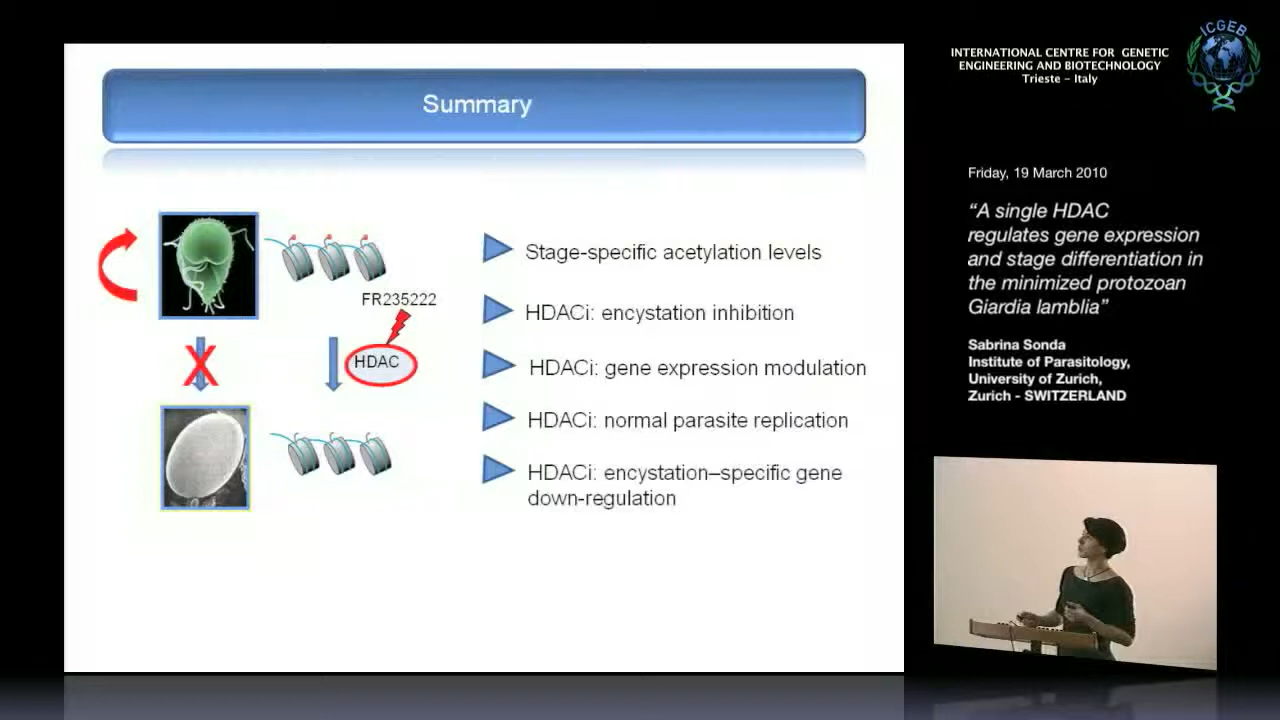 Summary
FR235222
HDAC
Stage-specific acetylation levels
HDACi: encystation inhibition
HDACi: gene expression modulation
HDACi: normal parasite replication
HDACi: encystation–specific gene
down-regulation
INTERNATIONAL CENTRE FOR GENETIC
ENGINEERING AND BIOTECHNOLOGY
Trieste - Italy
ICGEB
Friday, 19 March 2010
“A single HDAC
regulates gene expression
and stage differentiation in
the minimized protozoan
Giardia lamblia”
Sabrina Sonda
Institute of Parasitology,
University of Zurich,
Zurich - SWITZERLAND